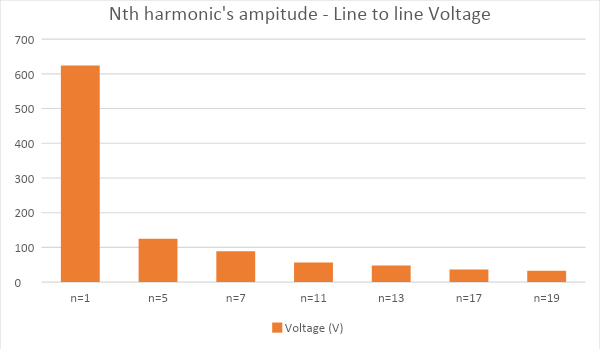 Nth harmonic's ampitude - Line to line Voltage
700
600
500
400
300
200
100
0
n=1 n=5 n=7 n=11 n=13 n=17 n=19
Voltage (V)